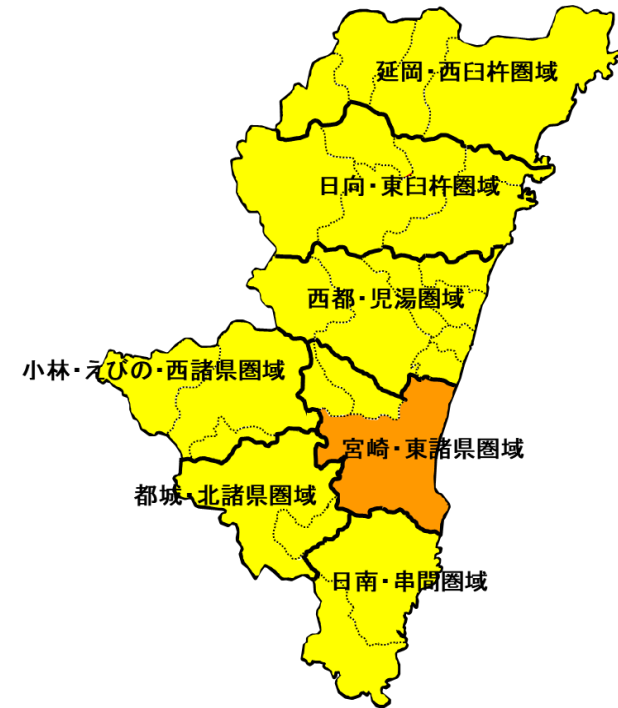 延岡・西臼杵圏域
日向・東臼杵圏域
西都・児湯圏域
小林・えびの・西諸県圏域
宮崎・東諸県圏域
都城・北諸県圏域
日南・串間圏域